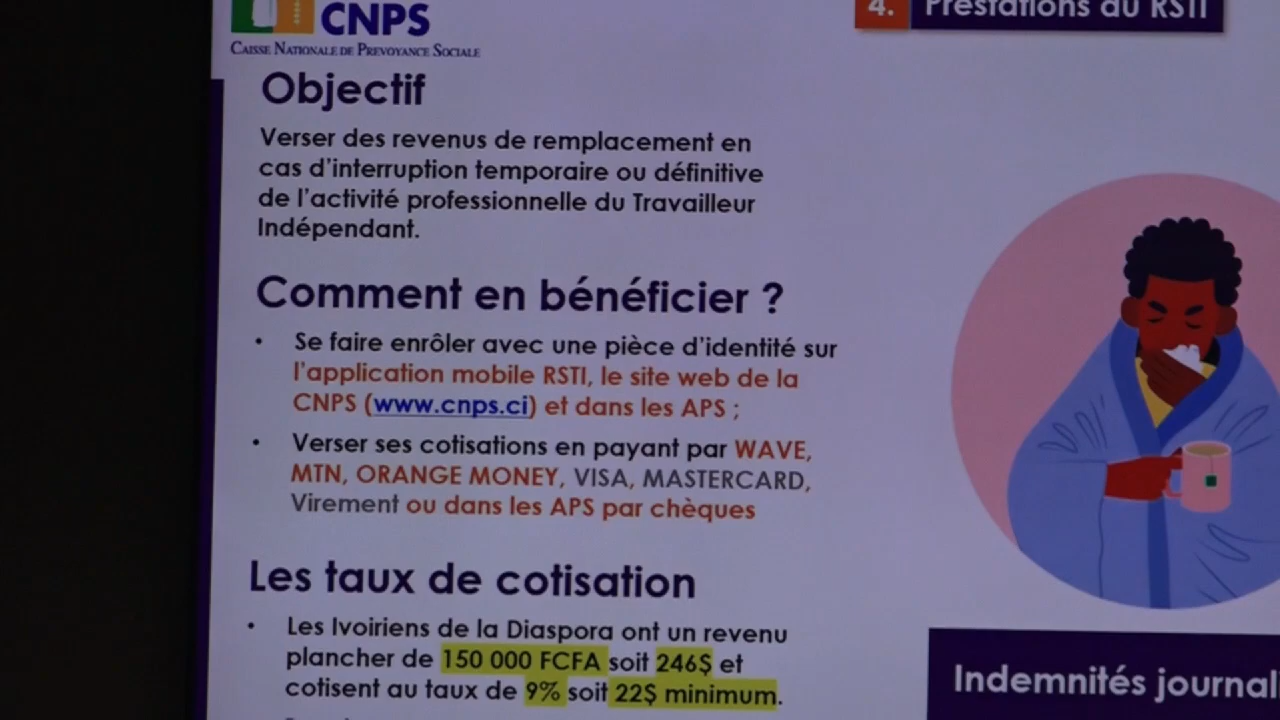 CNPS
CAISSE NATIONALE DE PREVOYANCE SOCIALE
4. Prestations du RSTI
Objectif
Verser des revenus de remplacement en
cas d'interruption temporaire ou définitive
de l'activité professionnelle du Travailleur
Indépendant.
Comment en bénéficier ?
• Se faire enrôler avec une pièce d'identité sur
l'application mobile RSTI, le site web de la
CNPS (www.cnps.ci) et dans les APS ;
• Verser ses cotisations en payant par WAVE,
MTN, ORANGE MONEY, VISA, MASTERCARD,
Virement ou dans les APS par chèques
Les taux de cotisation
• Les Ivoiriens de la Diaspora ont un revenu
plancher de 150 000 FCFA soit 246$ et
cotisent au taux de 9% soit 22$ minimum.
Indemnités journal